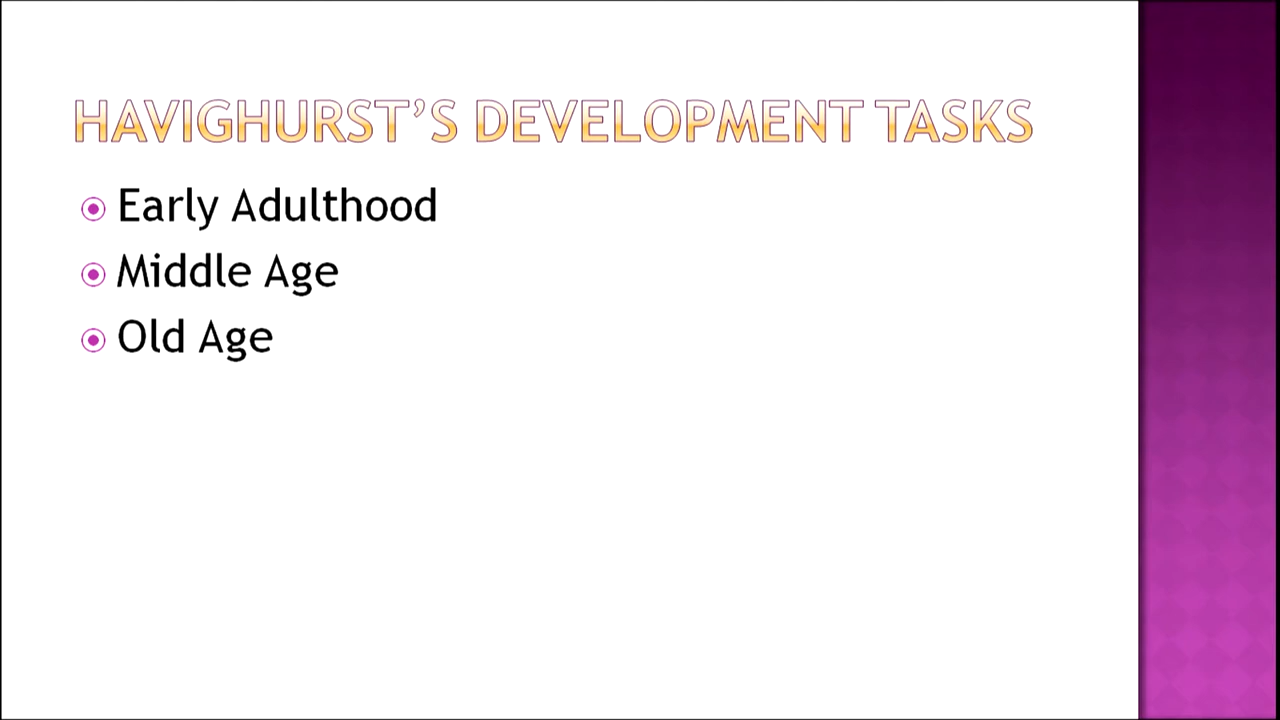 HAVIGHURST’S DEVELOPMENT TASKS
Early Adulthood
Middle Age
Old Age